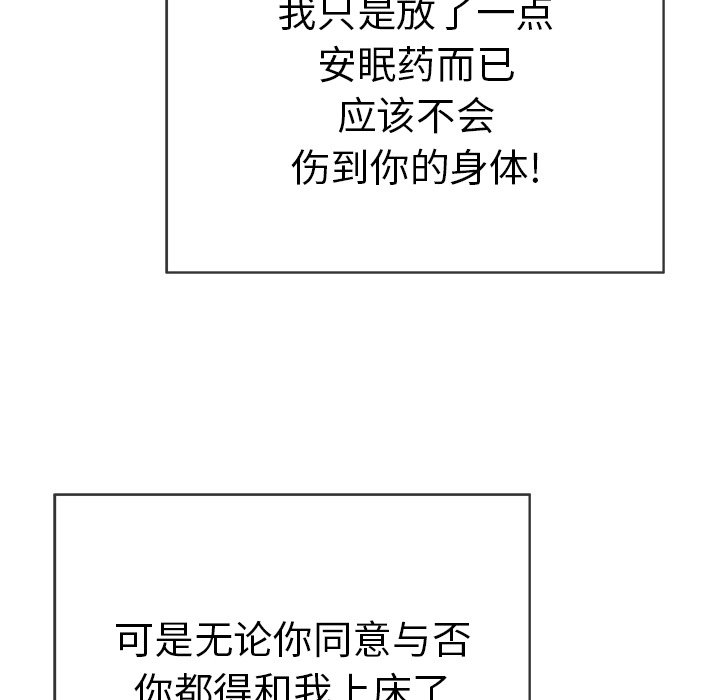 我只是放了一点
安眠药而已
应该不会
伤到你的身体!
可是无论你同意与否
你都得和我上床了